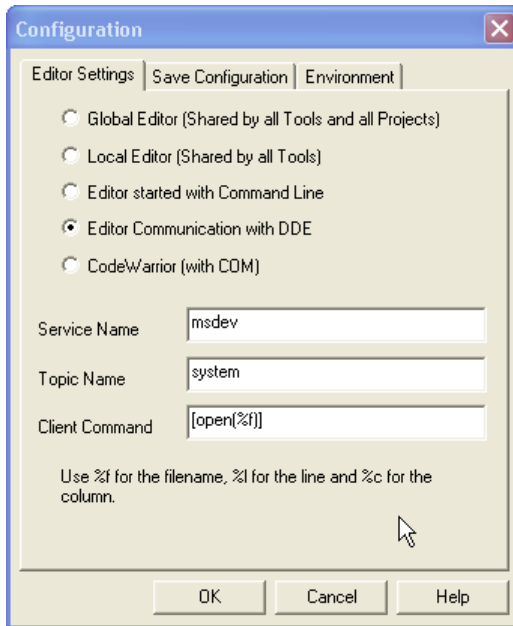 Configuration
Editor Settings Save Configuration Environment
Global Editor (Shared by all Tools and all Projects)
Local Editor (Shared by all Tools)
Editor started with Command Line
Editor Communication with DDE
CodeWarrior (with COM)
Service Name msdev
Topic Name system
Client Command [open(%f)]
Use %f for the filename, %l for the line and %c for the
column.
OK Cancel Help